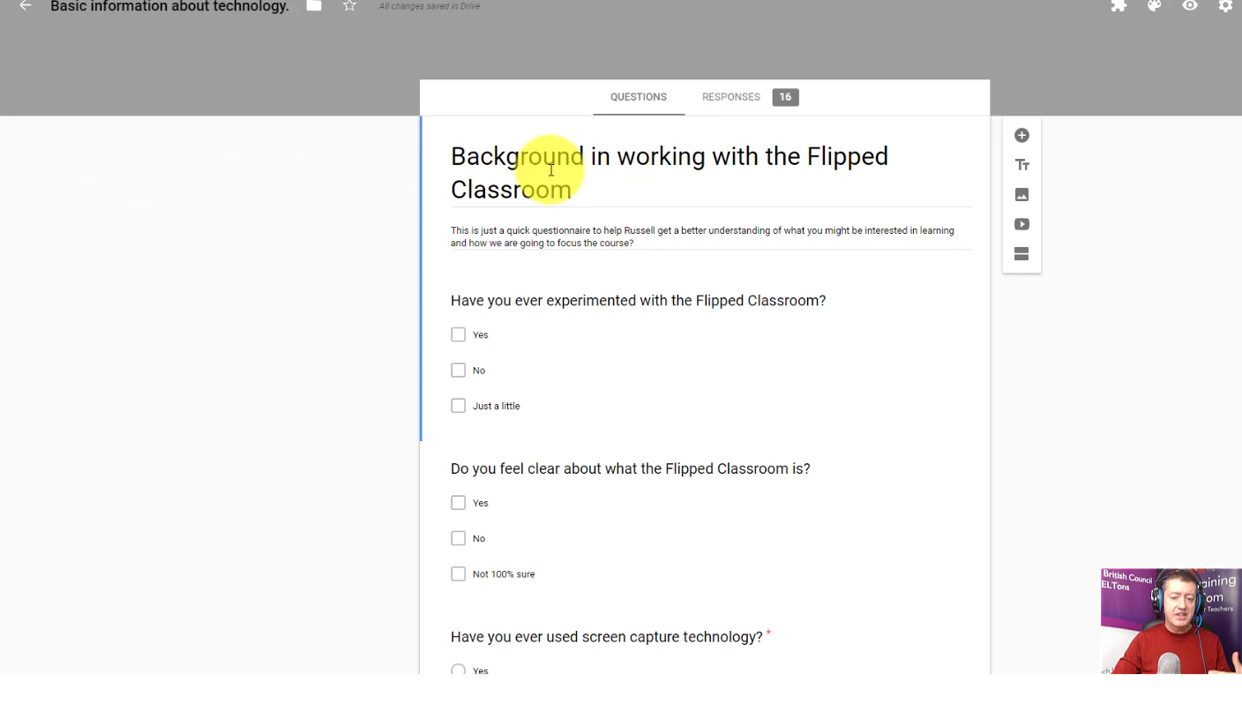 Basic information about technology.
All changes saved in Drive
QUESTIONS
RESPONSES
16
Background in working with the Flipped
Classroom
This is just a quick questionnaire to help Russell get a better understanding of what you might be interested in learning
and how we are going to focus the course?
Have you ever experimented with the Flipped Classroom?
Yes
No
Just a little
Do you feel clear about what the Flipped Classroom is?
Yes
No
Not 100% sure
Have you ever used screen capture technology? *
Yes
British Council
ELTons
Teachers